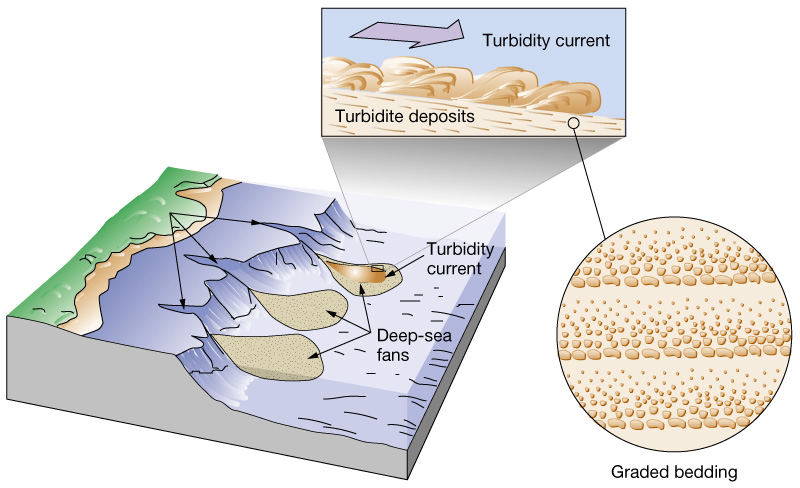 Turbidity current
Turbidite deposits
Turbidity
current
Deep-sea
fans
Graded bedding